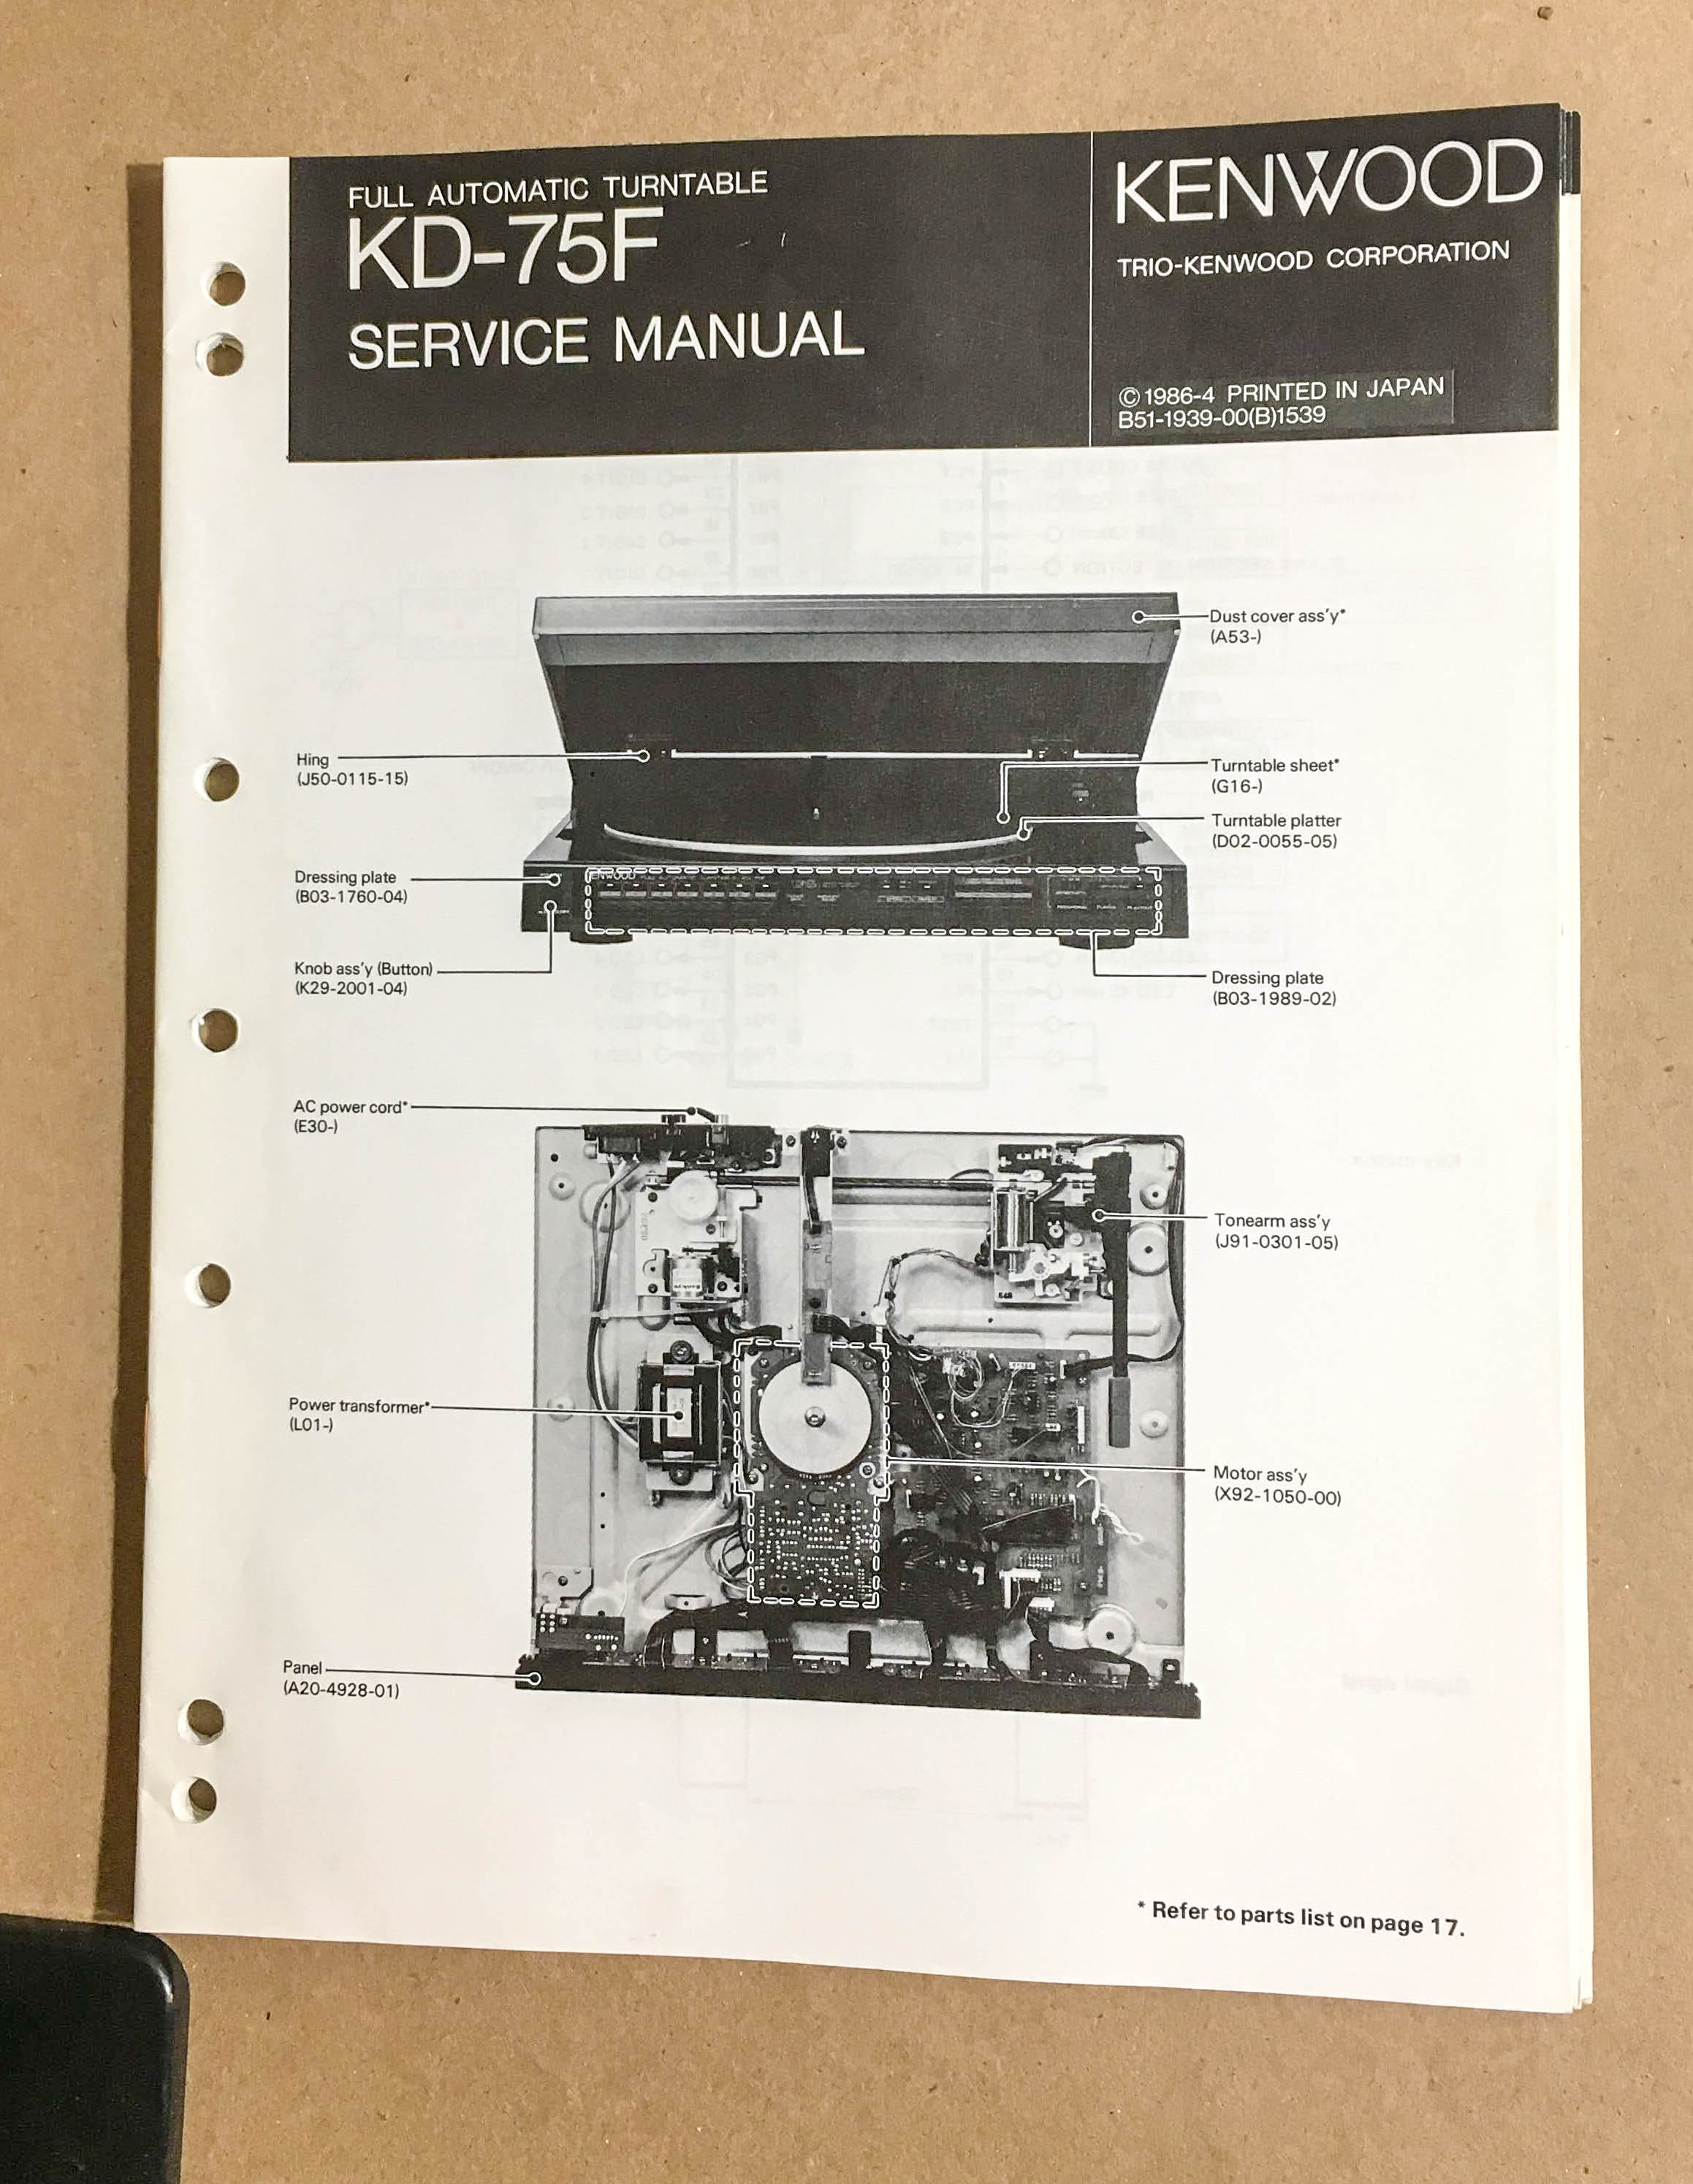 FULL AUTOMATIC TURNTABLE
KD-75F
SERVICE MANUAL
KENWOOD
TRIO-KENWOOD CORPORATION
©1986-4 PRINTED IN JAPAN
B51-1939-00(B)1539
Dust cover ass'y*
(A53-)
Hing
(J50-0115-15)
Turntable sheet*
(G16-)
Turntable platter
(D02-0055-05)
Dressing plate
(B03-1760-04)
Knob ass'y (Button)
(K29-2001-04)
Dressing plate
(B03-1989-02)
AC power cord*
(E30-)
Tonearm ass'y
(J91-0301-05)
Power transformer*
(L01-)
Motor ass'y
(X92-1050-00)
Panel
(A20-4928-01)
* Refer to parts list on page 17.